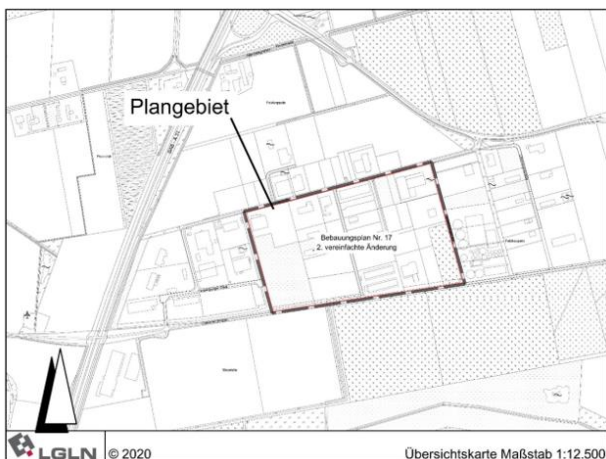 Plangebiet
Bebauungsplan Nr. 17
2. vereinfachte Änderung
LGLN © 2020
Übersichtskarte Maßstab 1:12.500